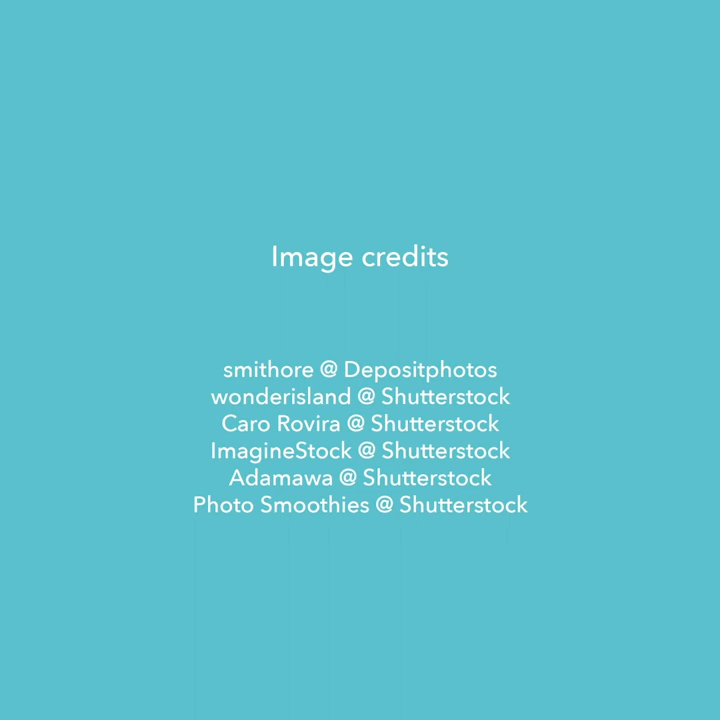 Image credits
smithore @ Depositphotos
wonderisland @ Shutterstock
Caro Rovira @ Shutterstock
ImagineStock @ Shutterstock
Adamawa @ Shutterstock
Photo Smoothies @ Shutterstock